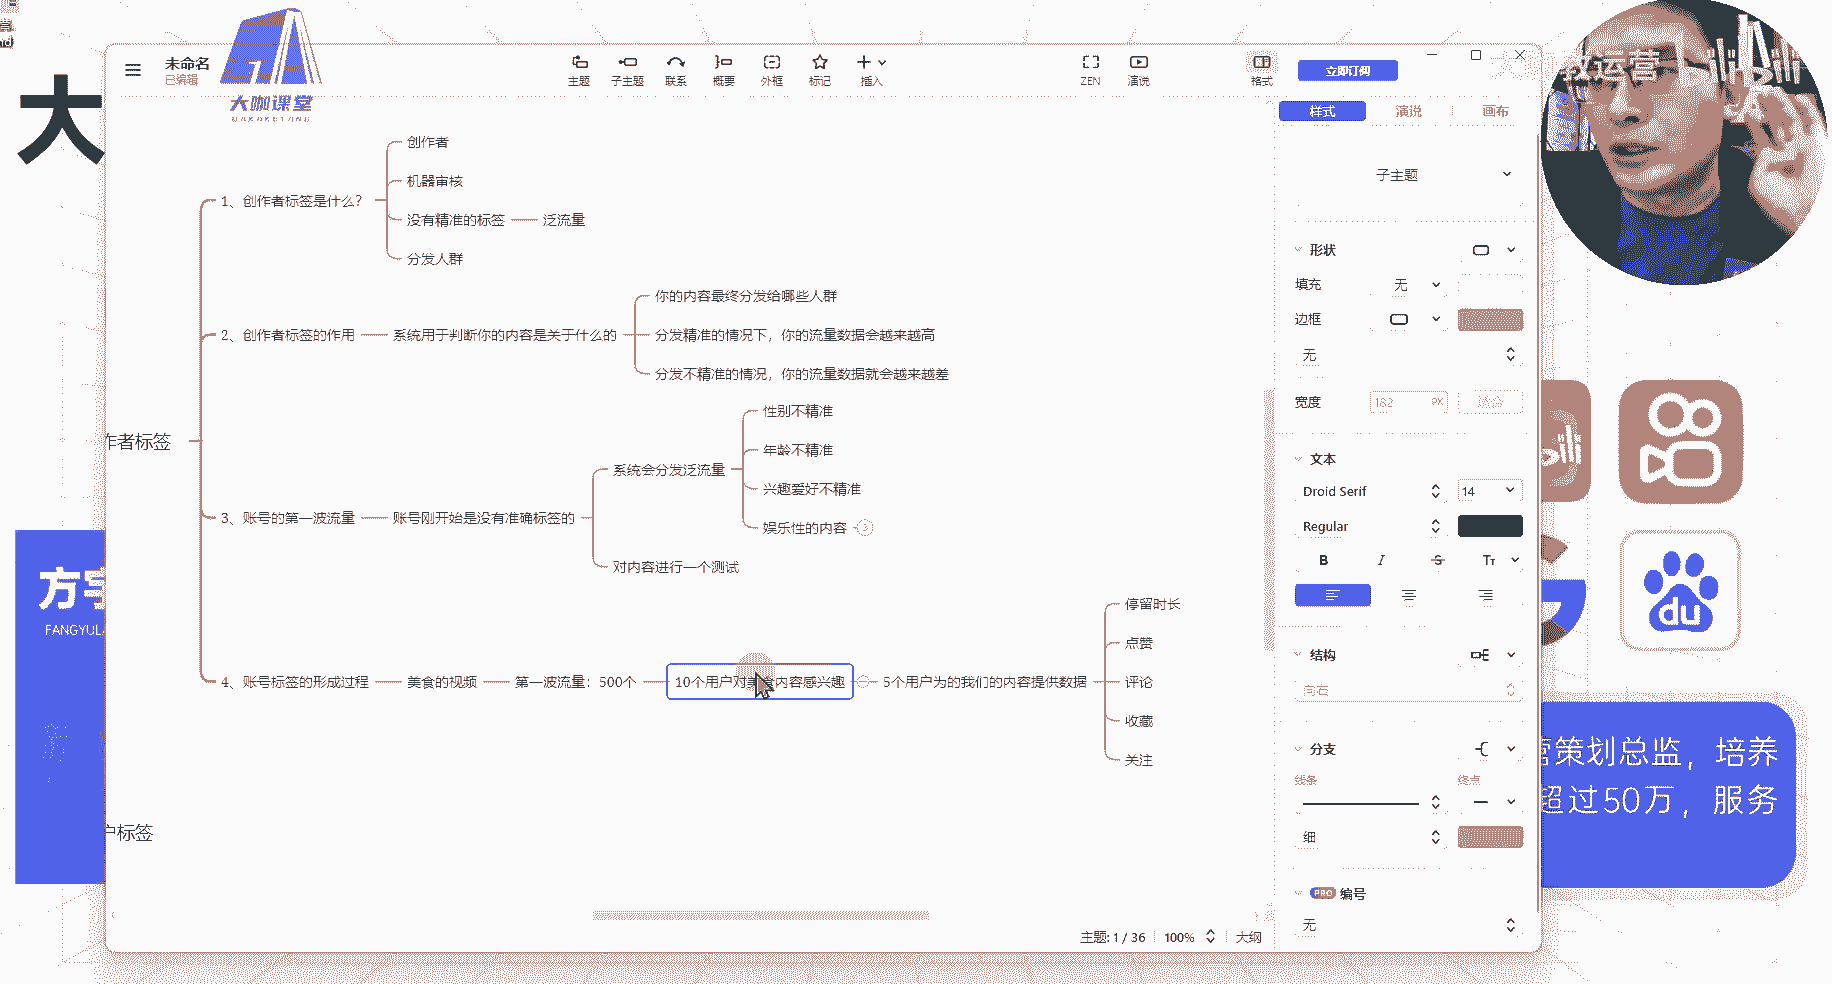 未命名
已编辑
大咖课堂
主题
子主题
联系
概要
外框
标记
插入
ZEN
演说
格式
立即订阅
样式
演说
画布
大
教运营
创作者
机器审核
没有精准的标签
泛流量
分发人群
1、创作者标签是什么?
你的内容最终分发给哪些人群
2、创作者标签的作用
系统用于判断你的内容是关于什么的
分发精准的情况下，你的流量数据会越来越高
分发不精准的情况，你的流量数据就会越来越差
作者标签
性别不精准
年龄不精准
系统会分发泛流量
兴趣爱好不精准
3、账号的第一波流量
账号刚开始是没有准确标签的
娱乐性的内容
3
对内容进行一个测试
停留时长
点赞
4、账号标签的形成过程
美食的视频
第一波流量：500个
10个用户对美食内容感兴趣
5个用户为的我们的内容提供数据
评论
收藏
关注
户标签
子主题
形状
填充
无
边框
无
宽度
182
PX
适合
文本
Droid Serif
14
Regular
B
I
S
TT
结构
向右
分支
线条
终点
细
PRO
编号
无
主题: 1 / 36
100%
大纲
方宇
FANGYULA
du
营策划总监，培养
超过50万，服务